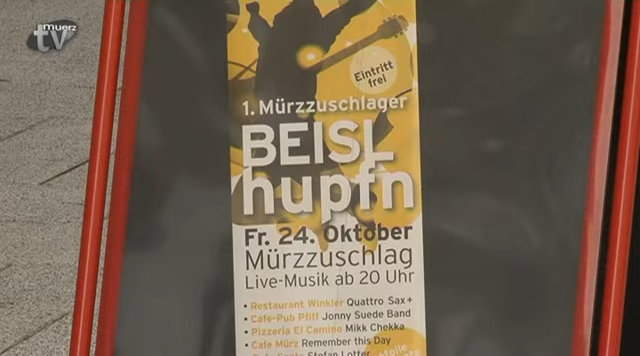 muerz
tv
Eintritt
frei
1. Mürzzuschlager
BEISL
hupfn
Fr. 24. Oktober
Mürzzuschlag
Live-Musik ab 20 Uhr
• Restaurant Winkler Quattro Sax +
• Cafe-Pub Pfiff Jonny Suede Band
• Pizzeria El Camino Mikk Chekka
• Cafe Mürz Remember this Day
Stefan Lotter